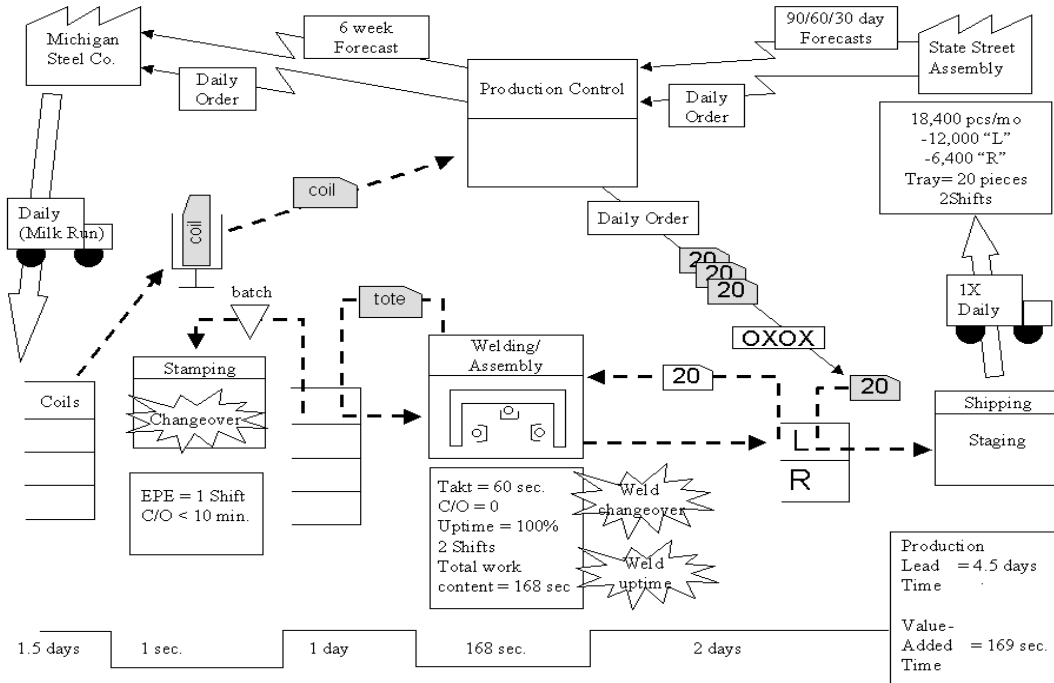 Michigan
Steel Co.
6 week
Forecast
Daily
Order
Production Control
90/60/30 day
Forecasts
Daily
Order
State Street
Assembly
18,400 pcs/mo
-12,000 “L”
-6,400 “R”
Tray= 20 pieces
2Shifts
Daily
(Milk Run)
coil
coil
Daily Order
20
20
20
OXOX
1X
Daily
batch
tote
Coils
Stamping
Changeover
EPE = 1 Shift
C/O < 10 min.
Welding/
Assembly
20
20
L
R
Shipping
Staging
Takt = 60 sec.
C/O = 0
Uptime = 100%
2 Shifts
Total work
content = 168 sec
Weld
changeover
Weld
uptime
Production
Lead = 4.5 days
Time
Value-
Added = 169 sec.
Time
1.5 days
1 sec.
1 day
168 sec.
2 days